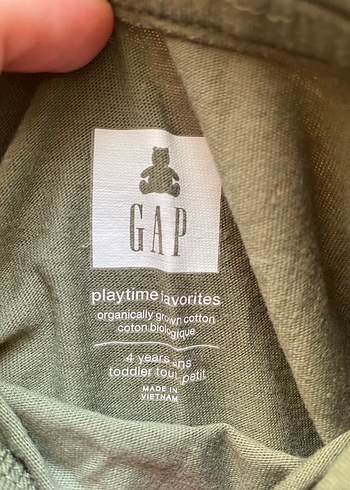 GAP
playtime favorites
organically grown cotton
coton biologique
4 years ans
toddler tout petit
MADE IN
VIETNAM